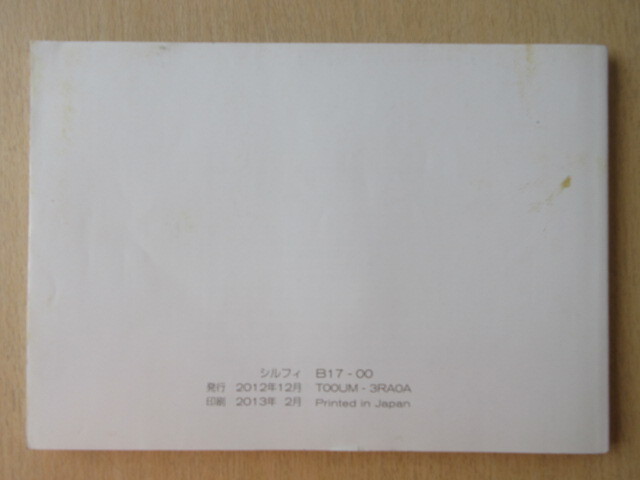 シルフィ B17-00
発行 2012年12月 T00UM-3RA0A
印刷 2013年 2月 Printed in Japan